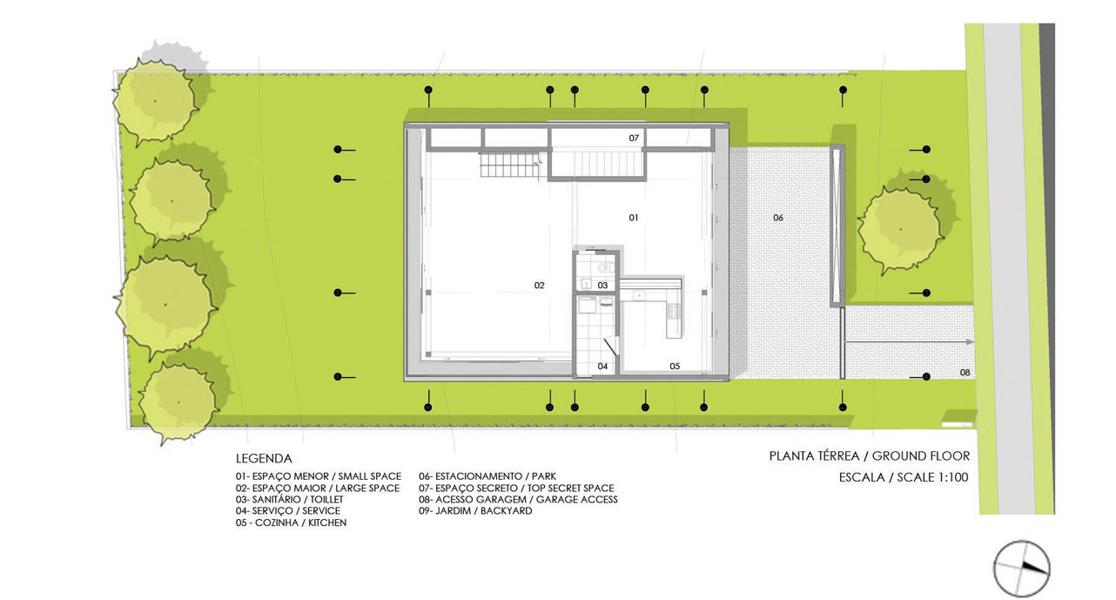 07
01
06
02
03
04
05
08
PLANTA TÉRREA / GROUND FLOOR
ESCALA / SCALE 1:100
LEGENDA
01- ESPAÇO MENOR / SMALL SPACE
02- ESPAÇO MAIOR / LARGE SPACE
03- SANITÁRIO / TOILLET
04- SERVIÇO / SERVICE
05 - COZINHA / KITCHEN
06- ESTACIONAMENTO / PARK
07- ESPAÇO SECRETO / TOP SECRET SPACE
08- ACESSO GARAGEM / GARAGE ACCESS
09- JARDIM / BACKYARD